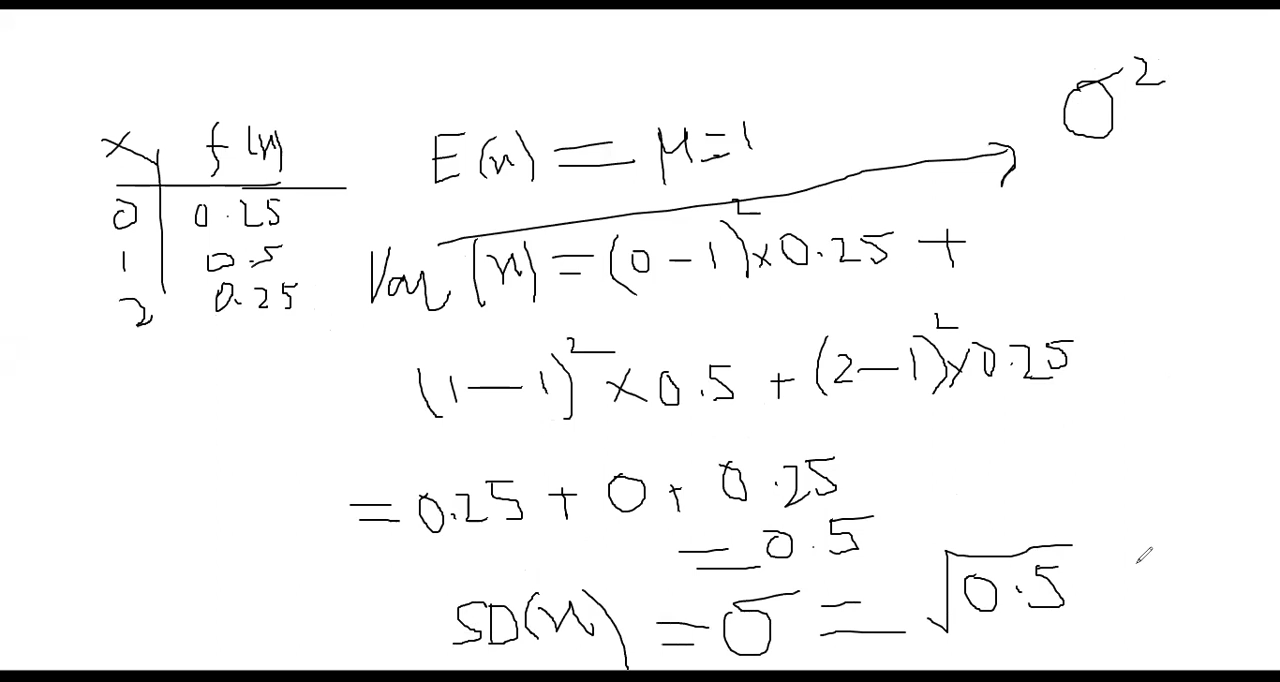 σ²
x f(x)
0 0.25
1 0.5
2 0.25
E(x) = μ = 1
Var(x) = (0-1)² × 0.25 +
(1-1)² × 0.5 + (2-1)² × 0.25
= 0.25 + 0 + 0.25
= 0.5
SD(x) = σ = √0.5